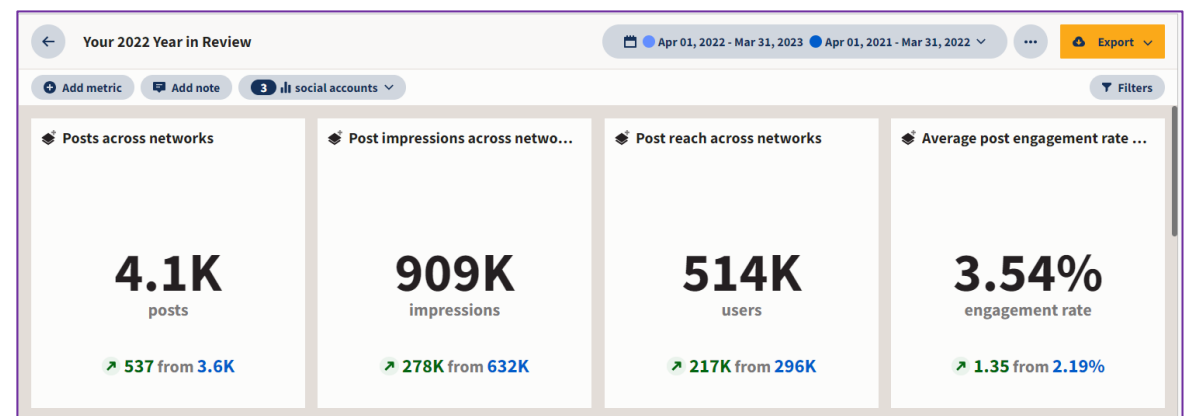 Your 2022 Year in Review
Apr 01, 2022 - Mar 31, 2023 Apr 01, 2021 - Mar 31, 2022
Export
Add metric
Add note
3 social accounts
Filters
Posts across networks
4.1K
posts
537 from 3.6K
Post impressions across netwo...
909K
impressions
278K from 632K
Post reach across networks
514K
users
217K from 296K
Average post engagement rate ...
3.54%
engagement rate
1.35 from 2.19%